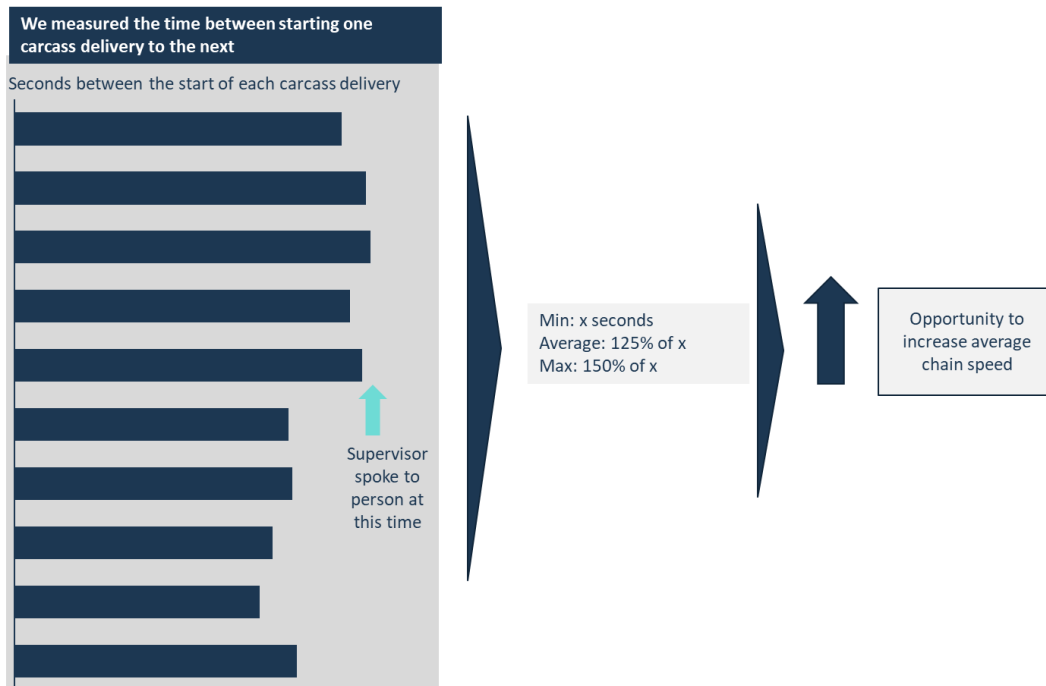 We measured the time between starting one
carcass delivery to the next
Seconds between the start of each carcass delivery
Supervisor
spoke to
person at
this time
Min: x seconds
Average: 125% of x
Max: 150% of x
Opportunity to
increase average
chain speed